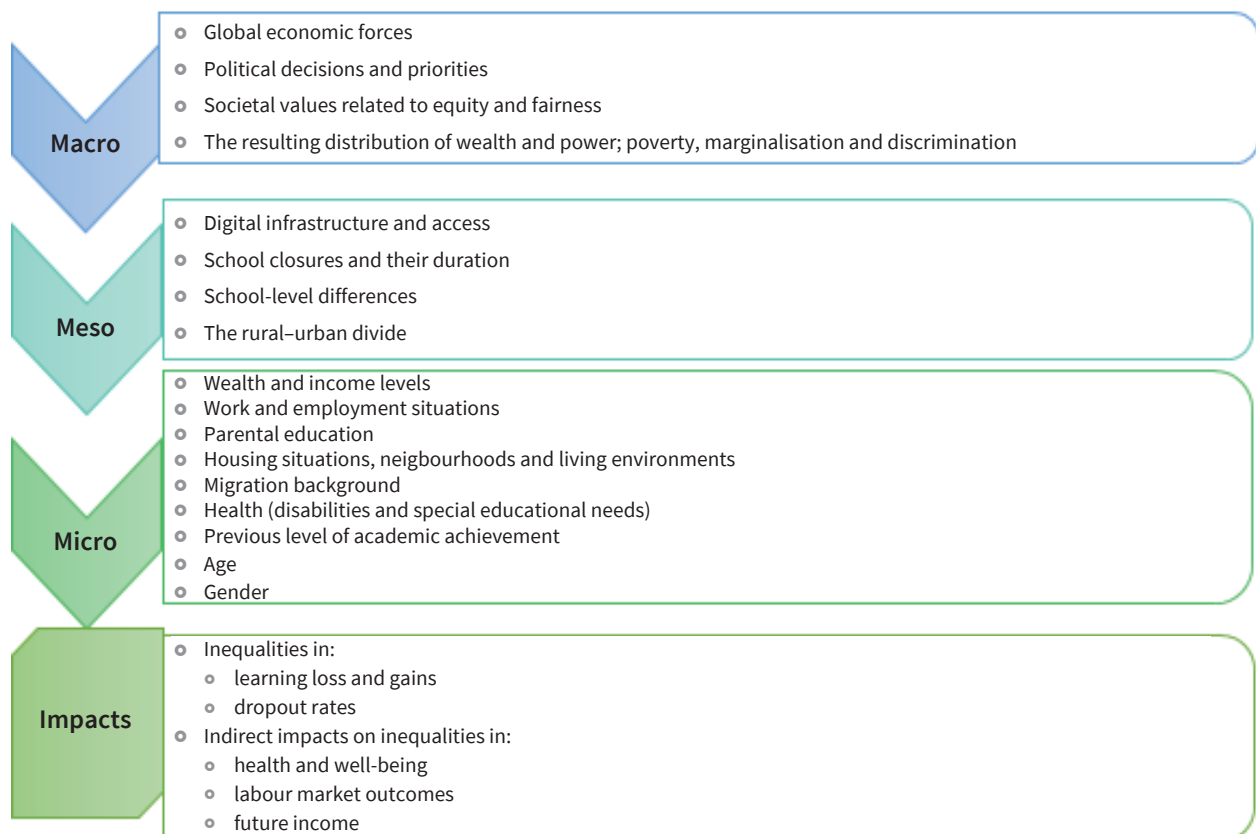 Macro
Global economic forces
Political decisions and priorities
Societal values related to equity and fairness
The resulting distribution of wealth and power; poverty, marginalisation and discrimination
Meso
Digital infrastructure and access
School closures and their duration
School-level differences
The rural–urban divide
Micro
Wealth and income levels
Work and employment situations
Parental education
Housing situations, neigbourhoods and living environments
Migration background
Health (disabilities and special educational needs)
Previous level of academic achievement
Age
Gender
Impacts
Inequalities in:
learning loss and gains
dropout rates
Indirect impacts on inequalities in:
health and well-being
labour market outcomes
future income